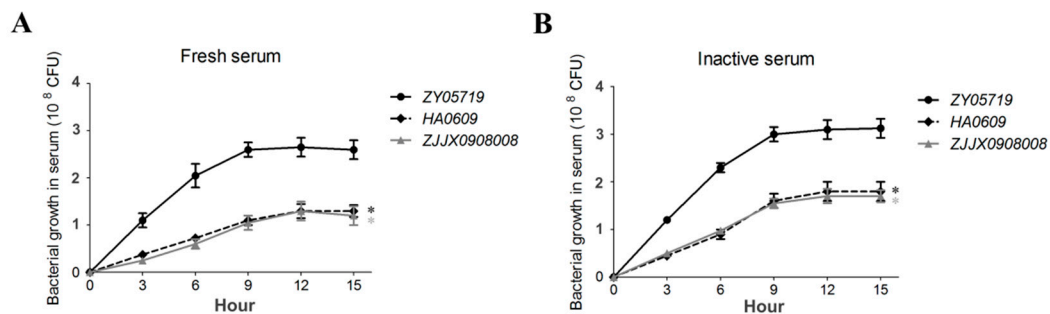 A
Fresh serum
Bacterial growth in serum (10 8 CFU)
4
3
2
1
0
0 3 6 9 12 15
Hour
ZY05719
HA0609
ZJJX0908008
*
*
B
Inactive serum
Bacterial growth in serum (10 8 CFU)
4
3
2
1
0
0 3 6 9 12 15
Hour
ZY05719
HA0609
ZJJX0908008
*
*